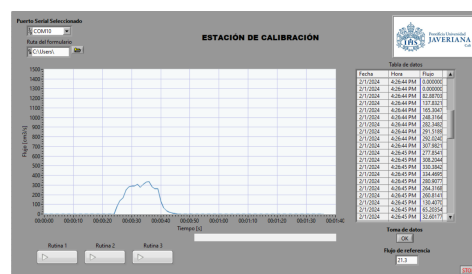 Puerto Serial Seleccionado
COM10
Ruta del formulario
C:\Users\
ESTACIÓN DE CALIBRACIÓN
Pontificia Universidad
JAVERIANA
Cali
Tabla de datos
Fecha Hora Flujo
2/1/2024 4:26:44 PM 0.000000
2/1/2024 4:26:44 PM 0.000000
2/1/2024 4:26:44 PM 82.88703
2/1/2024 4:26:44 PM 137.8321
2/1/2024 4:26:44 PM 165.3047
2/1/2024 4:26:44 PM 248.3164
2/1/2024 4:26:44 PM 282.3482
2/1/2024 4:26:44 PM 291.5189
2/1/2024 4:26:44 PM 292.0240
2/1/2024 4:26:44 PM 307.9821
2/1/2024 4:26:45 PM 277.8541
2/1/2024 4:26:45 PM 308.2044
2/1/2024 4:26:45 PM 330.3842
2/1/2024 4:26:45 PM 334.4695
2/1/2024 4:26:45 PM 260.9077
2/1/2024 4:26:45 PM 264.3168
2/1/2024 4:26:45 PM 260.8141
2/1/2024 4:26:45 PM 130.4070
2/1/2024 4:26:45 PM 65.20354
2/1/2024 4:26:45 PM 32.60177
1500
1400
1300
1200
1100
1000
900
800
700
600
500
400
300
200
100
0
Flujo [cml/s]
00:00:00 00:00:10 00:00:20 00:00:30 00:00:40 00:00:50 00:01:00 00:01:10 00:01:20 00:01:30 00:01:40
Tiempo [s]
Toma de datos
OK
Flujo de referencia
21,3
Rutina 1 Rutina 2 Rutina 3